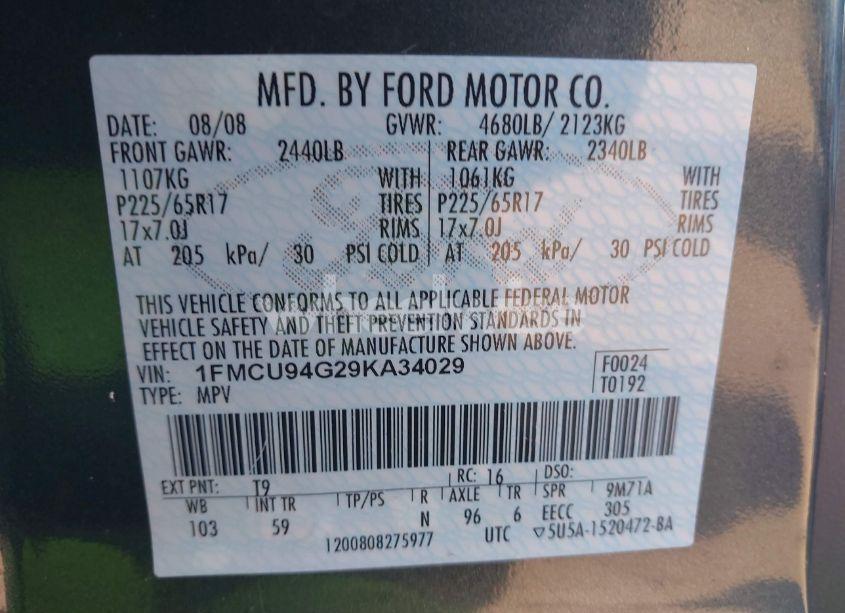 MFD. BY FORD MOTOR CO.
DATE: 08/08 GVWR: 4680LB/ 2123KG
FRONT GAWR: 2440LB REAR GAWR: 2340LB
1107KG WITH 1061KG WITH
P225/65R17 TIRES P225/65R17 TIRES
17x7.0J RIMS 17x7.0J RIMS
AT 205 kPa/ 30 PSI COLD AT 205 kPa/ 30 PSI COLD
THIS VEHICLE CONFORMS TO ALL APPLICABLE FEDERAL MOTOR
VEHICLE SAFETY AND THEFT PREVENTION STANDARDS IN
EFFECT ON THE DATE OF MANUFACTURE SHOWN ABOVE.
VIN: 1FMCU94G29KA34029 F0024
TYPE: MPV T0192
EXT PNT: T9 RC: 16 DSO:
WB INT TR TP/PS R AXLE TR SPR 9M71A
103 59 N 96 6 EECC 305
1200808275977 UTC ▽5U5A-1520472-BA